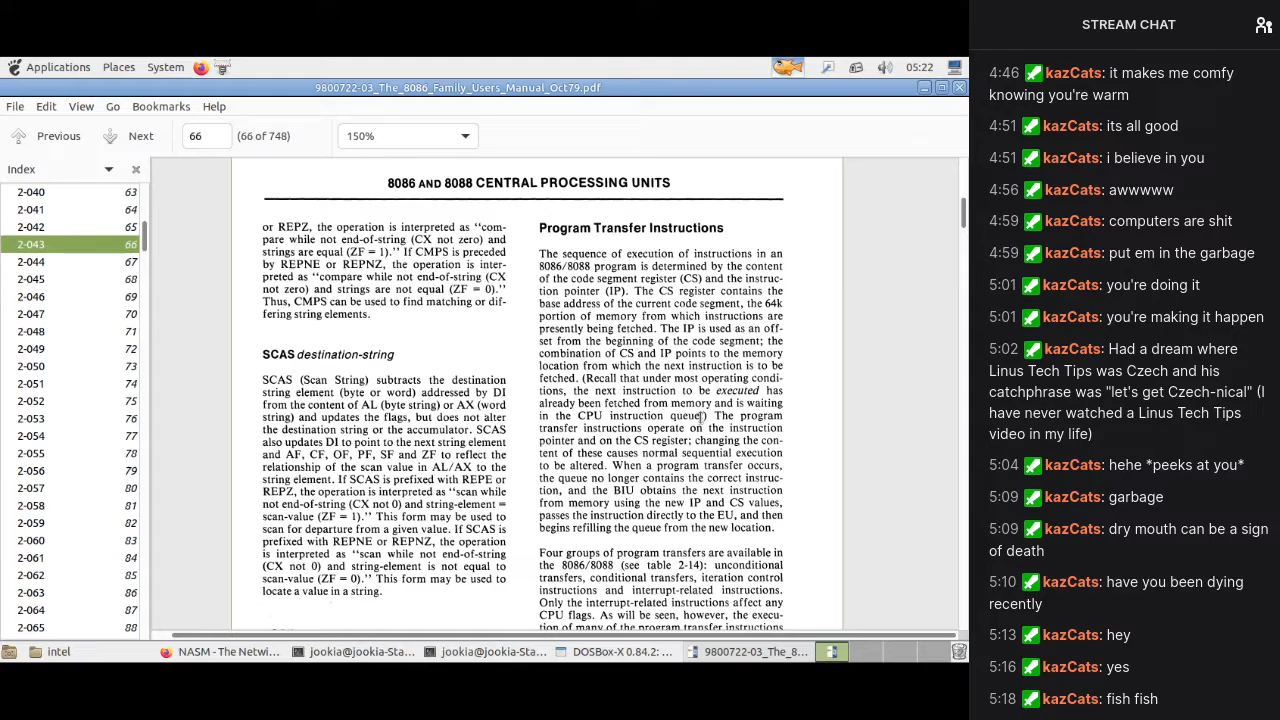 Applications Places System 05:22
9800722-03_The_8086_Family_Users_Manual_Oct79.pdf
File Edit View Go Bookmarks Help
Previous Next 66 (66 of 748) 150%
Index
2-040 63
2-041 64
2-042 65
2-043 66
2-044 67
2-045 68
2-046 69
2-047 70
2-048 71
2-049 72
2-050 73
2-051 74
2-052 75
2-053 76
2-054 77
2-055 78
2-056 79
2-057 80
2-058 81
2-059 82
2-060 83
2-061 84
2-062 85
2-063 86
2-064 87
2-065 88
8086 AND 8088 CENTRAL PROCESSING UNITS
or REPZ, the operation is interpreted as “com-
pare while not end-of-string (CX not zero) and
strings are equal (ZF = 1).” If CMPS is preceded
by REPNE or REPNZ, the operation is inter-
preted as “compare while not end-of-string (CX
not zero) and strings are not equal (ZF = 0).”
Thus, CMPS can be used to find matching or dif-
fering string elements.
SCAS destination-string
SCAS (Scan String) subtracts the destination
string element (byte or word) addressed by DI
from the content of AL (byte string) or AX (word
string) and updates the flags, but does not alter
the destination string or the accumulator. SCAS
also updates DI to point to the next string element
and AF, CF, OF, PF, SF and ZF to reflect the
relationship of the scan value in AL/AX to the
string element. If SCAS is prefixed with REPE or
REPZ, the operation is interpreted as “scan while
not end-of-string (CX not 0) and string-element =
scan-value (ZF = 1).” This form may be used to
scan for departure from a given value. If SCAS is
prefixed with REPNE or REPNZ, the operation
is interpreted as “scan while not end-of-string
(CX not 0) and string-element is not equal to
scan-value (ZF = 0).” This form may be used to
locate a value in a string.
Program Transfer Instructions
The sequence of execution of instructions in an
8086/8088 program is determined by the content
of the code segment register (CS) and the instruc-
tion pointer (IP). The CS register contains the
base address of the current code segment, the 64k
portion of memory from which instructions are
presently being fetched. The IP is used as an off-
set from the beginning of the code segment; the
combination of CS and IP points to the memory
location from which the next instruction is to be
fetched. (Recall that under most operating condi-
tions, the next instruction to be executed has
already been fetched from memory and is waiting
in the CPU instruction queue.) The program
transfer instructions operate on the instruction
pointer and on the CS register; changing the con-
tent of these causes normal sequential execution
to be altered. When a program transfer occurs,
the queue no longer contains the correct instruc-
tion, and the BIU obtains the next instruction
from memory using the new IP and CS values,
passes the instruction directly to the EU, and then
begins refilling the queue from the new location.
Four groups of program transfers are available in
the 8086/8088 (see table 2-14): unconditional
transfers, conditional transfers, iteration control
instructions and interrupt-related instructions.
Only the interrupt-related instructions affect any
CPU flags. As will be seen, however, the execu-
tion of many of the program transfer instructions
intel NASM - The Netwi... jookia@jookia-Sta... jookia@jookia-Sta... DOSBox-X 0.84.2: ... 9800722-03_The_8...
STREAM CHAT
4:46 kazCats: it makes me comfy
knowing you're warm
4:51 kazCats: its all good
4:51 kazCats: i believe in you
4:56 kazCats: awwwww
4:59 kazCats: computers are shit
4:59 kazCats: put em in the garbage
5:01 kazCats: you're doing it
5:01 kazCats: you're making it happen
5:02 kazCats: Had a dream where
Linus Tech Tips was Czech and his
catchphrase was "let's get Czech-nical" (I
have never watched a Linus Tech Tips
video in my life)
5:04 kazCats: hehe *peeks at you*
5:09 kazCats: garbage
5:09 kazCats: dry mouth can be a sign
of death
5:10 kazCats: have you been dying
recently
5:13 kazCats: hey
5:16 kazCats: yes
5:18 kazCats: fish fish